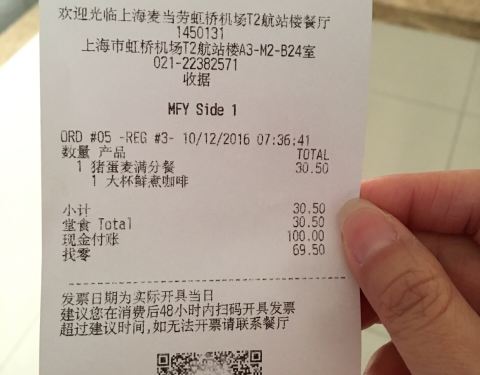 欢迎光临上海麦当劳虹桥机场T2航站楼餐厅
1450131
上海市虹桥机场T2航站楼A3-M2-B24室
021-22382571
收据
MFY Side 1
ORD #05 -REG #3- 10/12/2016 07:36:41
数量 产品 TOTAL
1 猪蛋麦满分餐 30.50
1 大杯鲜煮咖啡
小计 30.50
堂食 Total 30.50
现金付账 100.00
找零 69.50
发票日期为实际开具当日
建议您在消费后48小时内扫码开具发票
超过建议时间,如无法开票请联系餐厅